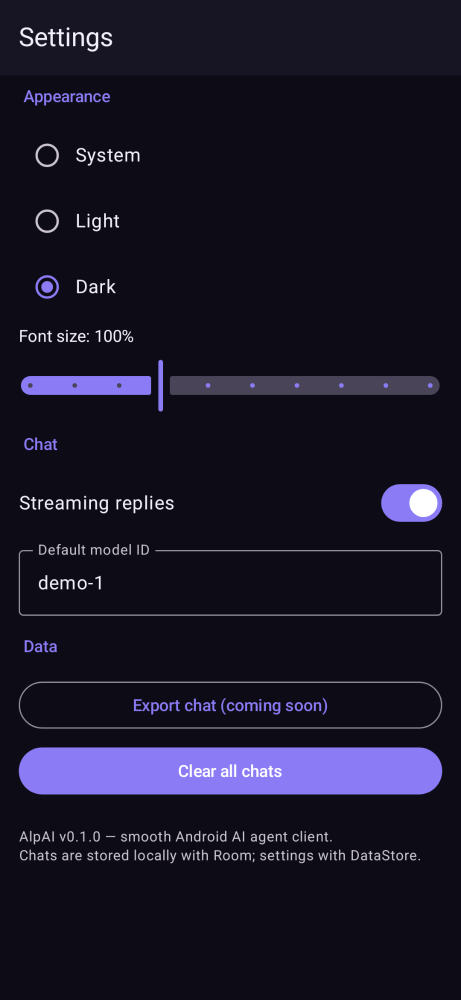 Settings
Appearance
System
Light
Dark
Font size: 100%
Chat
Streaming replies
Default model ID
demo-1
Data
Export chat (coming soon)
Clear all chats
AlpAI v0.1.0 — smooth Android AI agent client.
Chats are stored locally with Room; settings with DataStore.